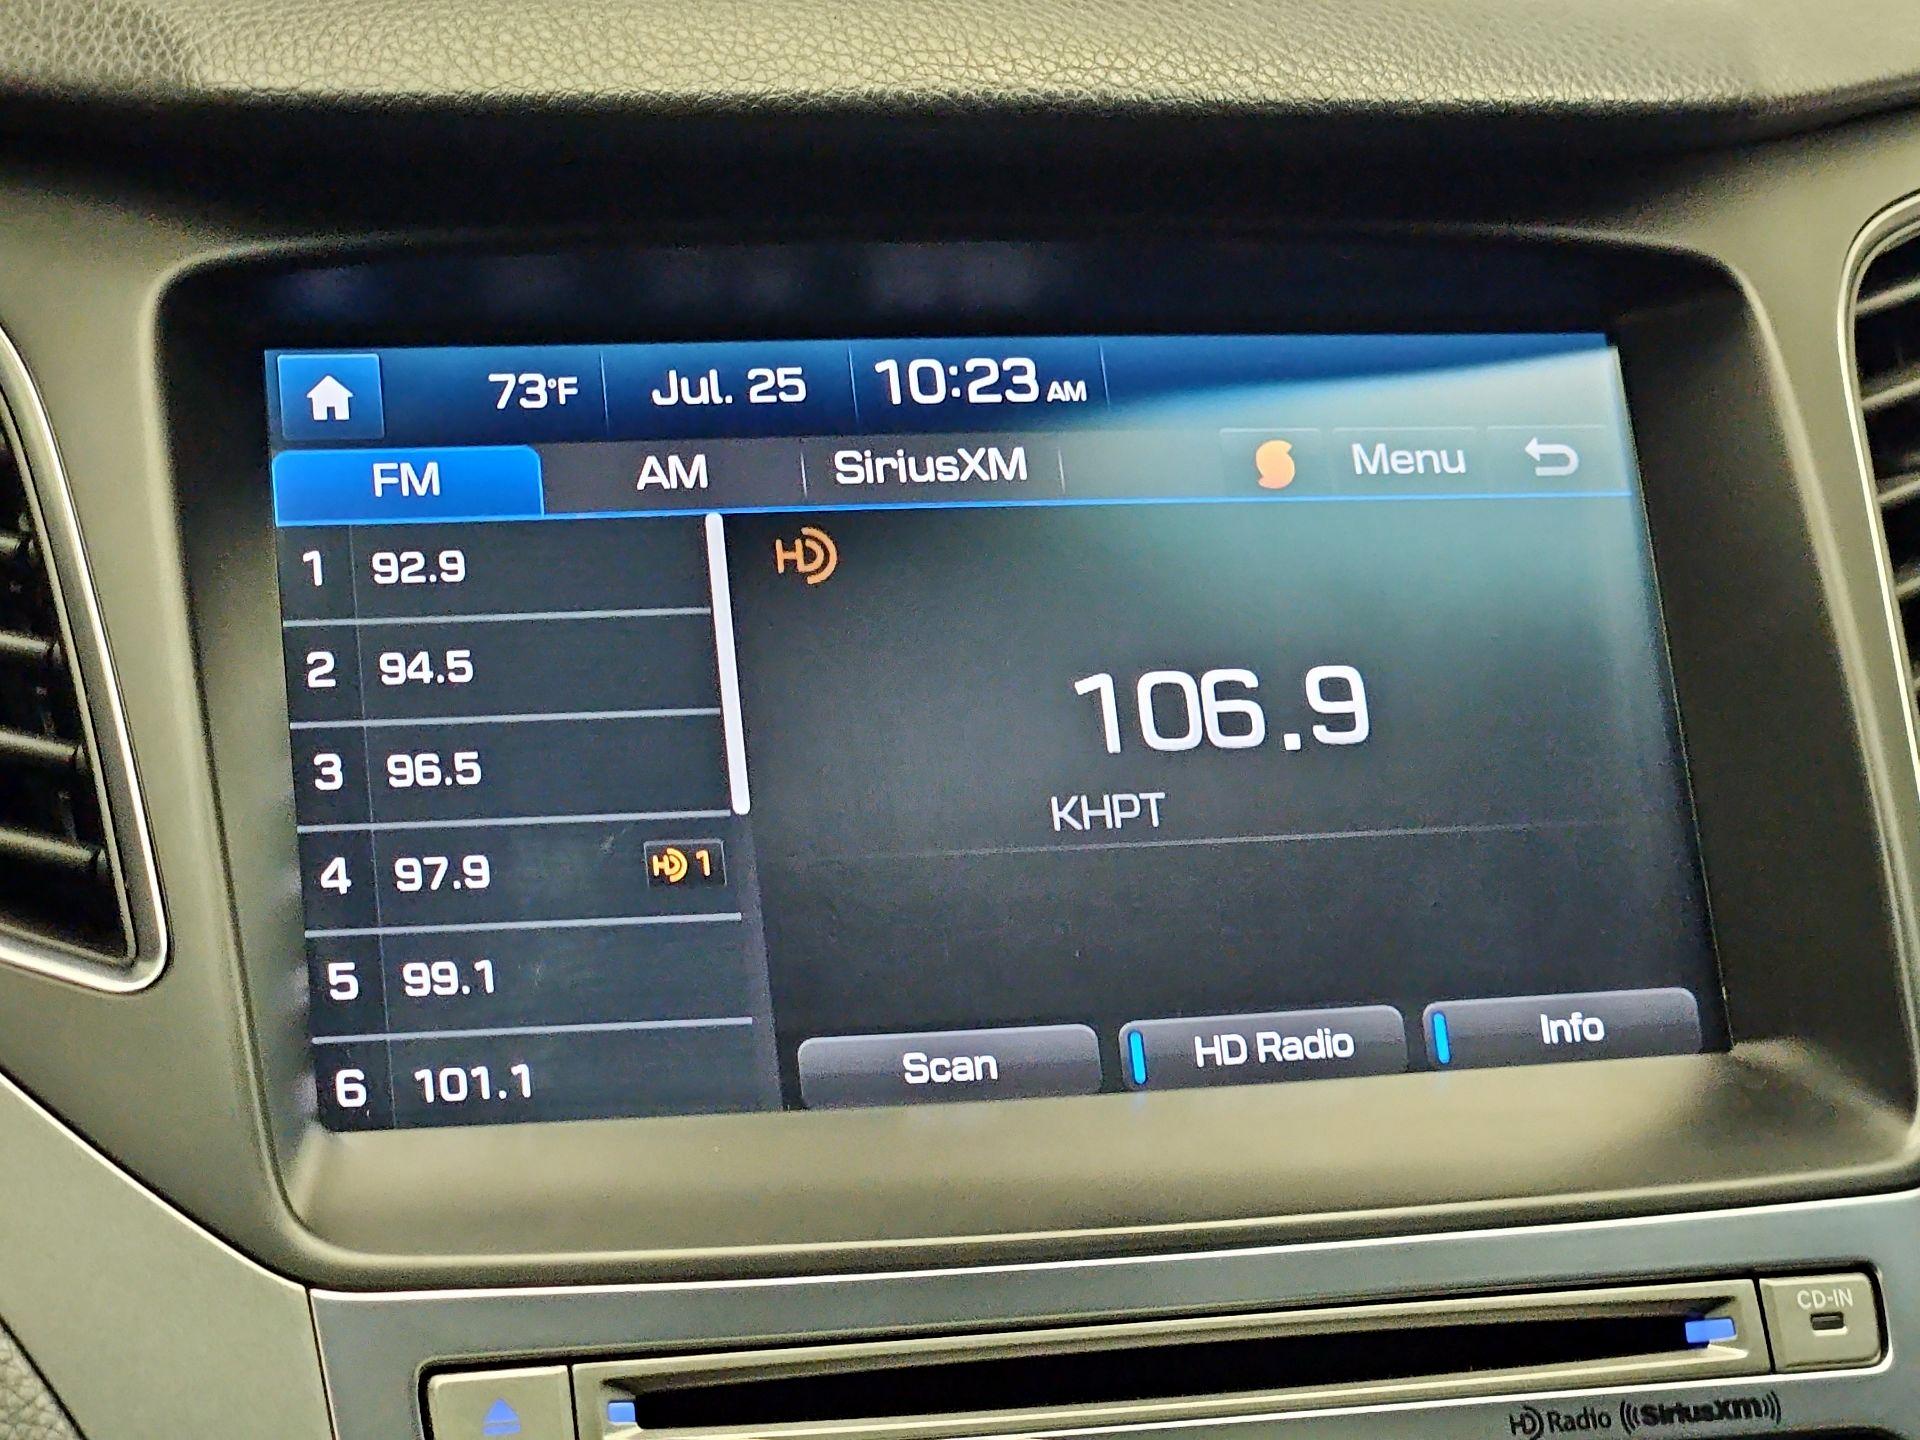 73°F Jul. 25 10:23 AM
FM AM SiriusXM Menu
HD
1 92.9
2 94.5
3 96.5
4 97.9 HD 1
5 99.1
6 101.1
106.9
KHPT
Scan HD Radio Info
CD-IN
HD Radio (((SiriusXM)))